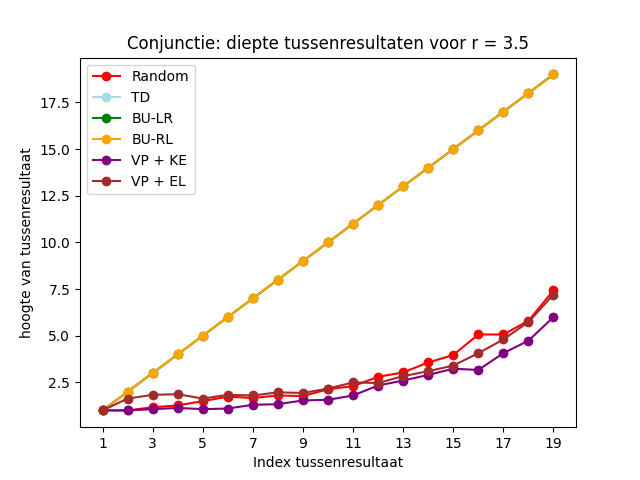 Conjunctie: diepte tussenresultaten voor r = 3.5
Random
TD
BU-LR
BU-RL
VP + KE
VP + EL
hoogte van tussenresultaat
17.5
15.0
12.5
10.0
7.5
5.0
2.5
1 3 5 7 9 11 13 15 17 19
Index tussenresultaat